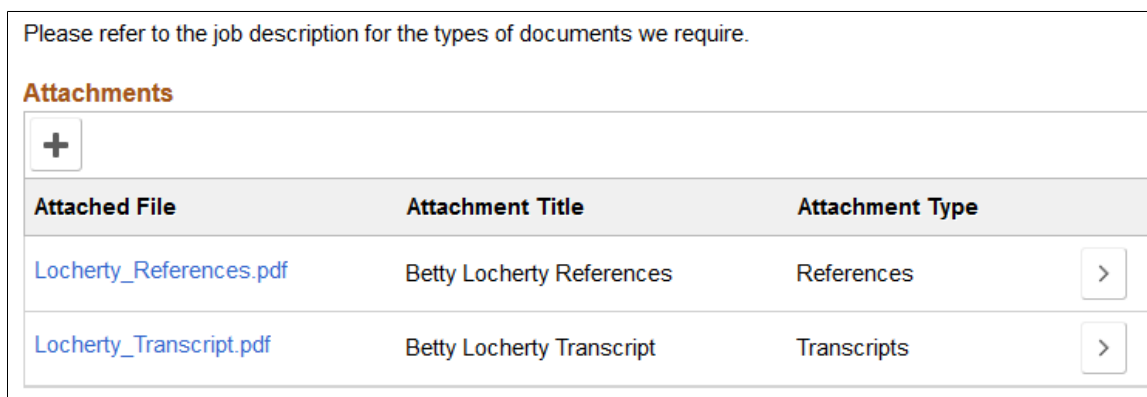 Please refer to the job description for the types of documents we require.
Attachments
Attached File Attachment Title Attachment Type
Locherty_References.pdf Betty Locherty References References
Locherty_Transcript.pdf Betty Locherty Transcript Transcripts